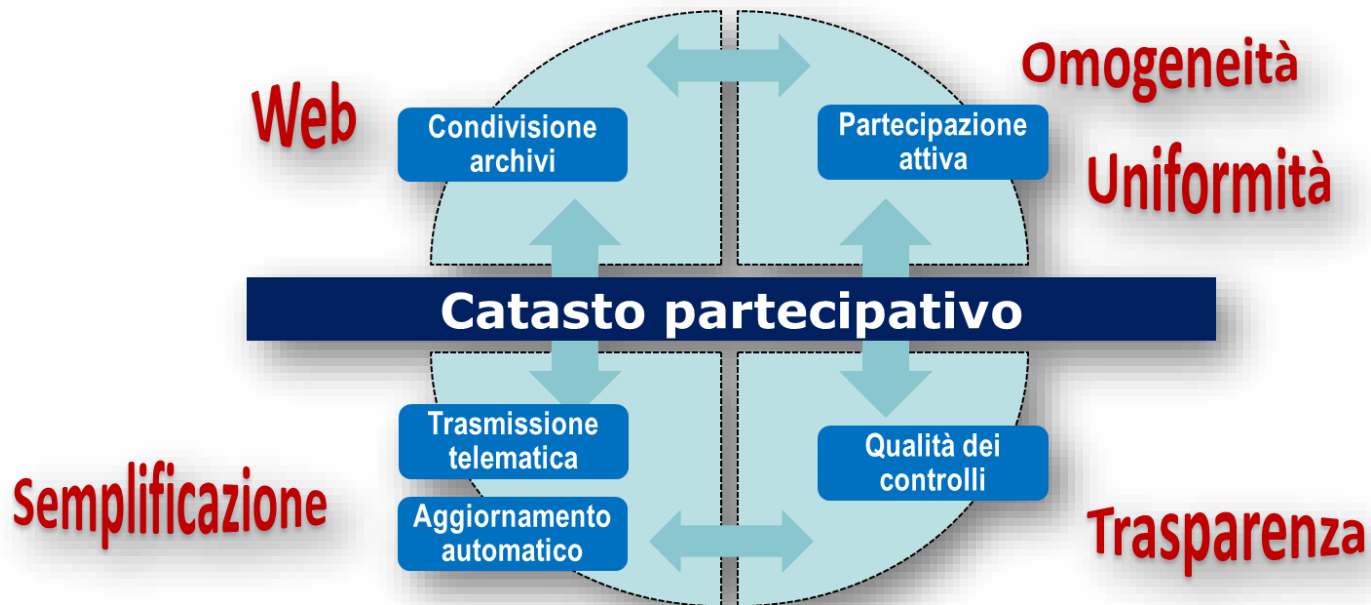 Web
Condivisione
archivi
Partecipazione
attiva
Omogeneità
Uniformità
Catasto partecipativo
Trasmissione
telematica
Aggiornamento
automatico
Qualità dei
controlli
Semplificazione
Trasparenza